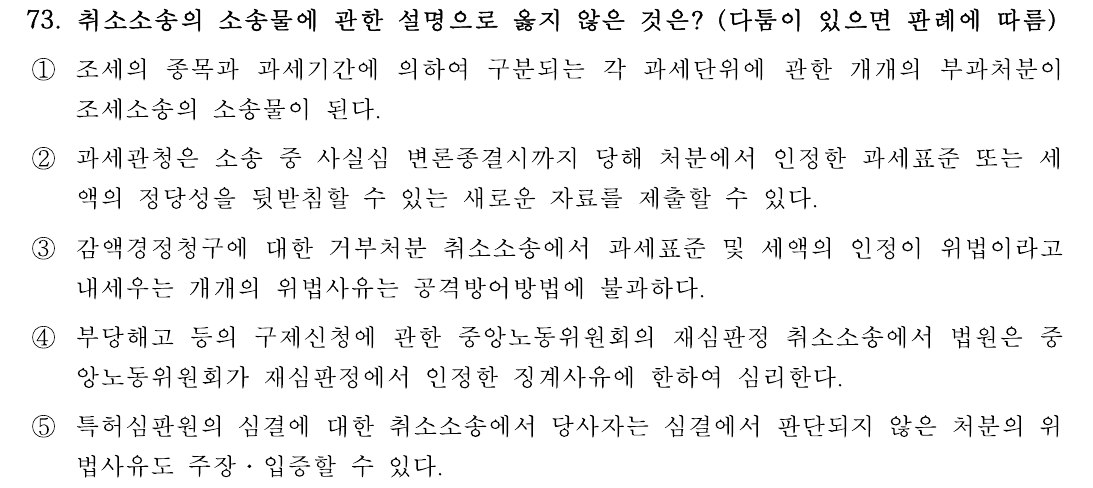 73. 취소소송의 소송물에 관한 설명으로 옳지 않은 것은? (다툼이 있으면 판례에 따름)
① 조세의 종목과 과세기간에 의하여 구분되는 각 과세단위에 관한 개개의 부과처분이
조세소송의 소송물이 된다.
② 과세관청은 소송 중 사실심 변론종결시까지 당해 처분에서 인정한 과세표준 또는 세
액의 정당성을 뒷받침할 수 있는 새로운 자료를 제출할 수 있다.
③ 감액경정청구에 대한 거부처분 취소소송에서 과세표준 및 세액의 인정이 위법이라고
내세우는 개개의 위법사유는 공격방어방법에 불과하다.
④ 부당해고 등의 구제신청에 관한 중앙노동위원회의 재심판정 취소소송에서 법원은 중
앙노동위원회가 재심판정에서 인정한 징계사유에 한하여 심리한다.
⑤ 특허심판원의 심결에 대한 취소소송에서 당사자는 심결에서 판단되지 않은 처분의 위
법사유도 주장·입증할 수 있다.